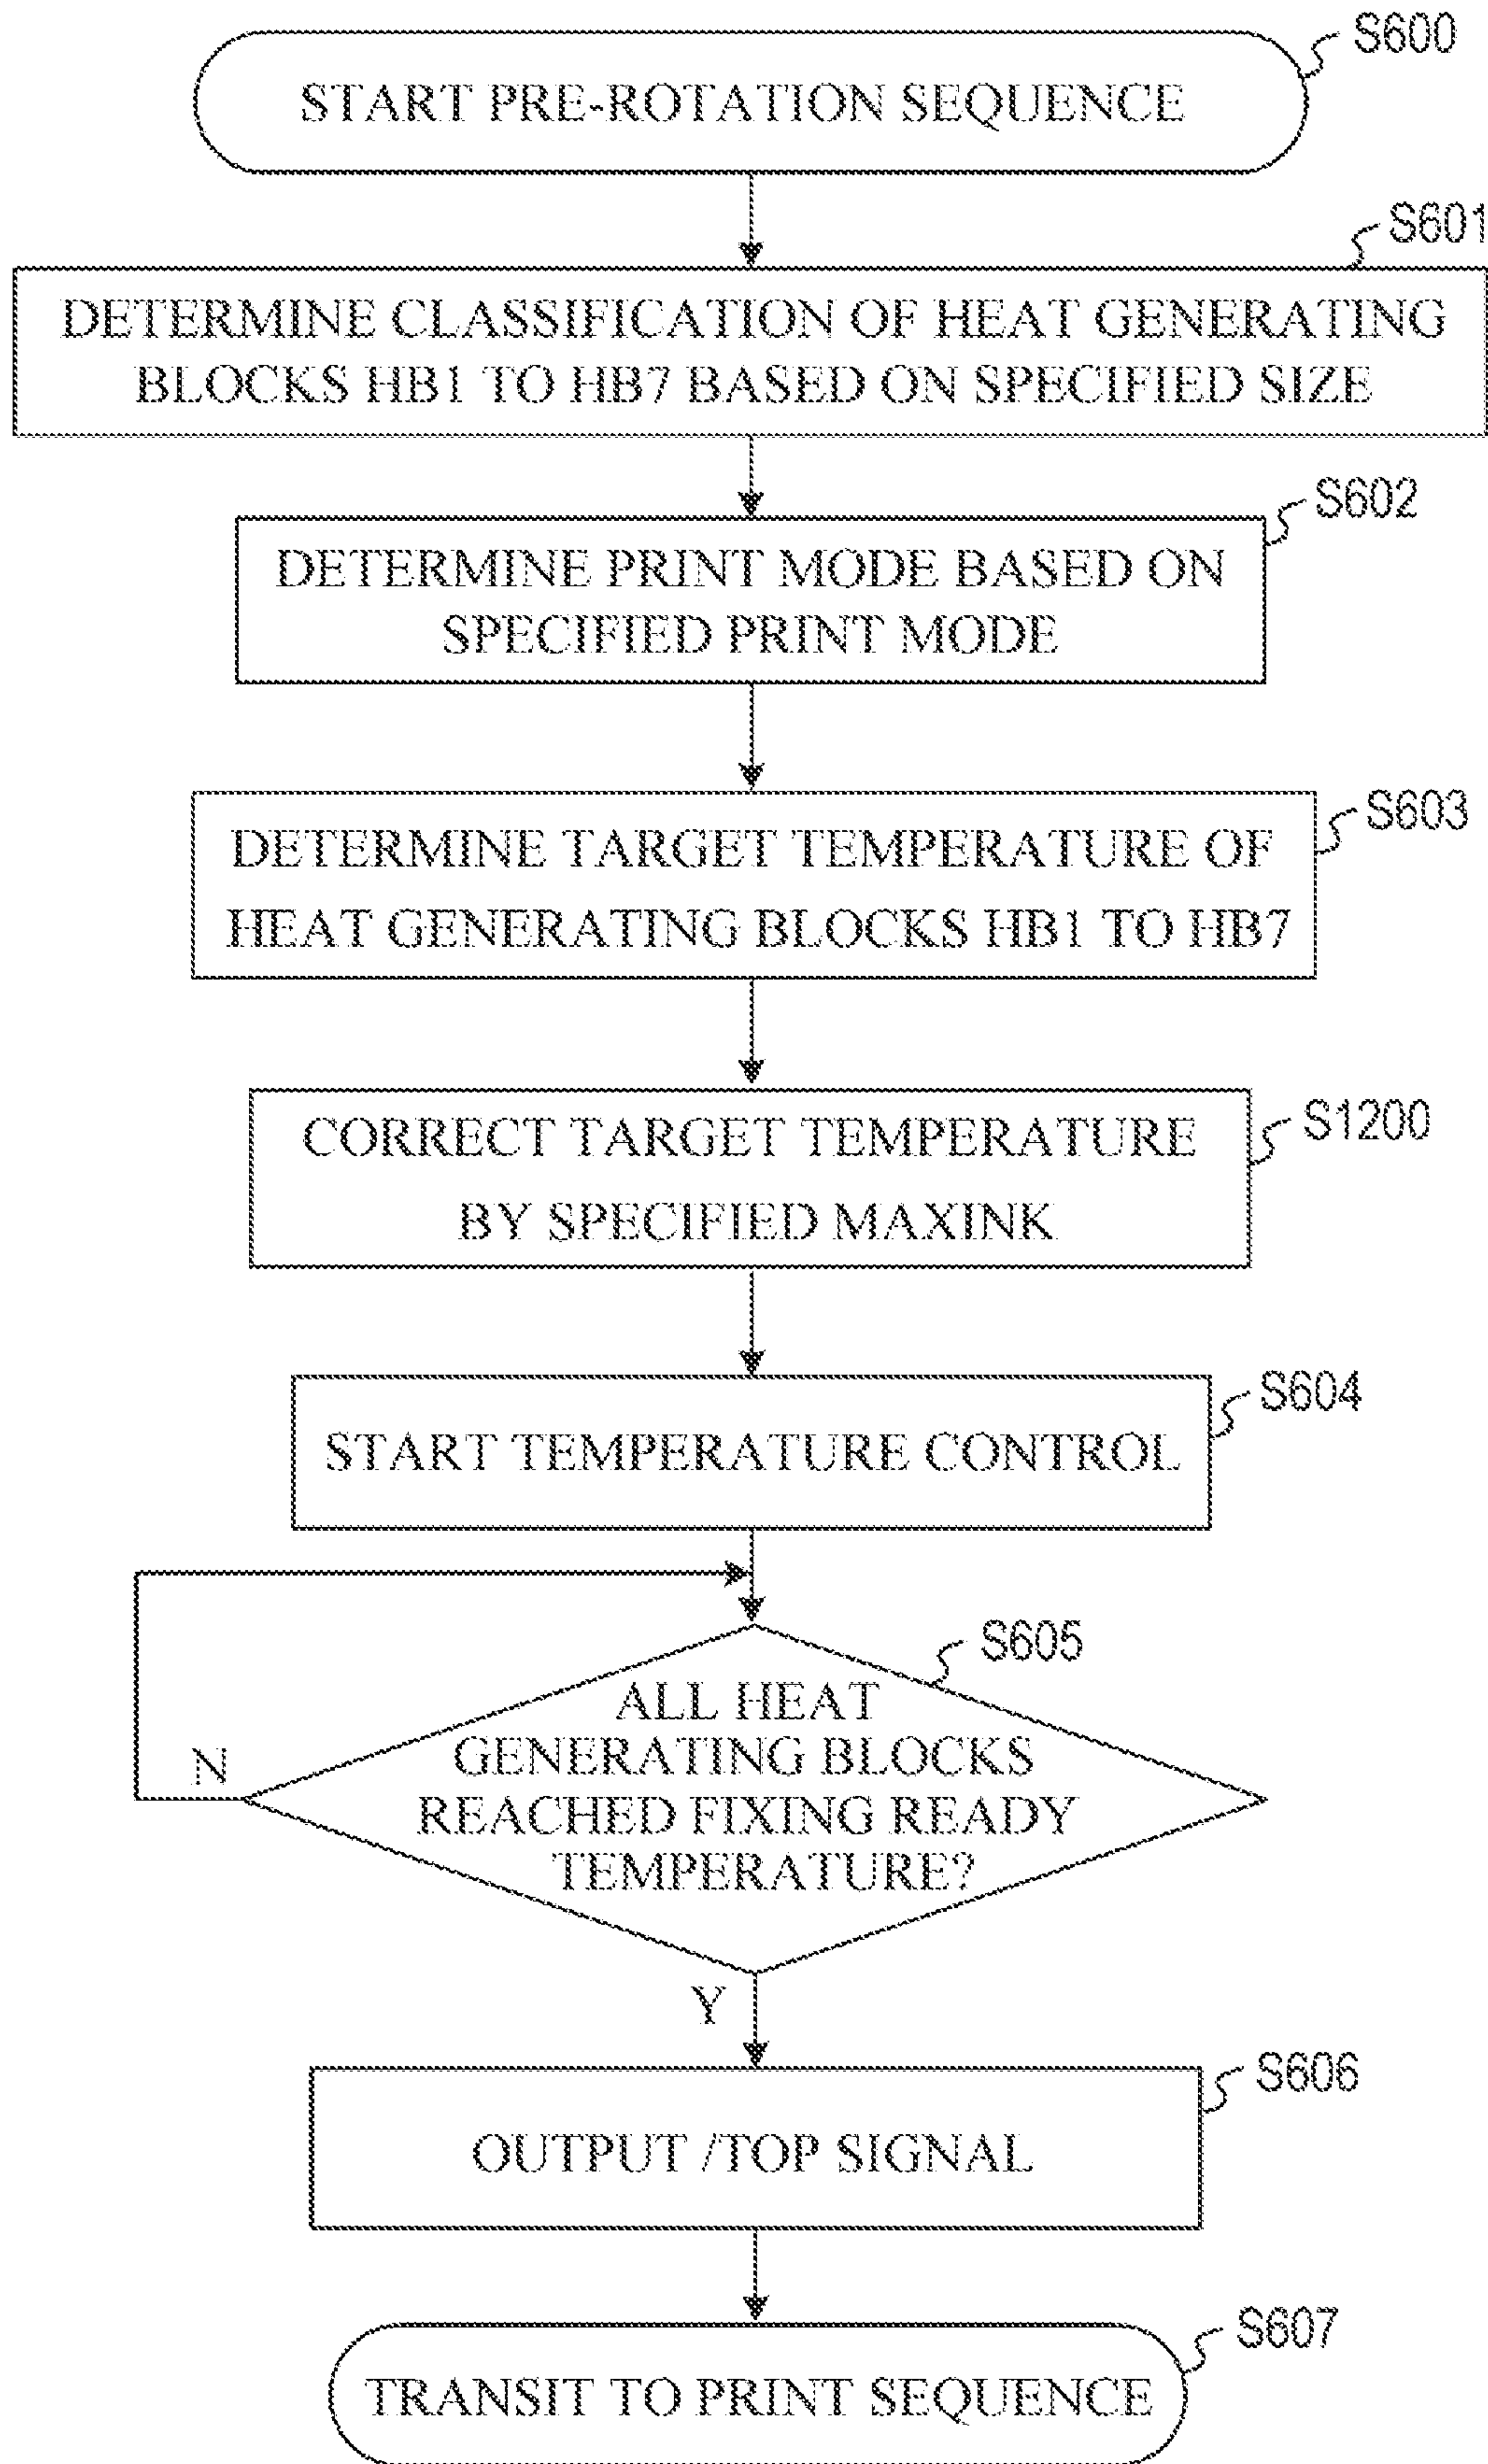 S600
START PRE-ROTATION SEQUENCE
S601
DETERMINE CLASSIFICATION OF HEAT GENERATING
BLOCKS HB1 TO HB7 BASED ON SPECIFIED SIZE
S602
DETERMINE PRINT MODE BASED ON
SPECIFIED PRINT MODE
S603
DETERMINE TARGET TEMPERATURE OF
HEAT GENERATING BLOCKS HB1 TO HB7
S1200
CORRECT TARGET TEMPERATURE
BY SPECIFIED MAXINK
S604
START TEMPERATURE CONTROL
S605
ALL HEAT
GENERATING BLOCKS
REACHED FIXING READY
TEMPERATURE?
N
Y
S606
OUTPUT /TOP SIGNAL
S607
TRANSIT TO PRINT SEQUENCE